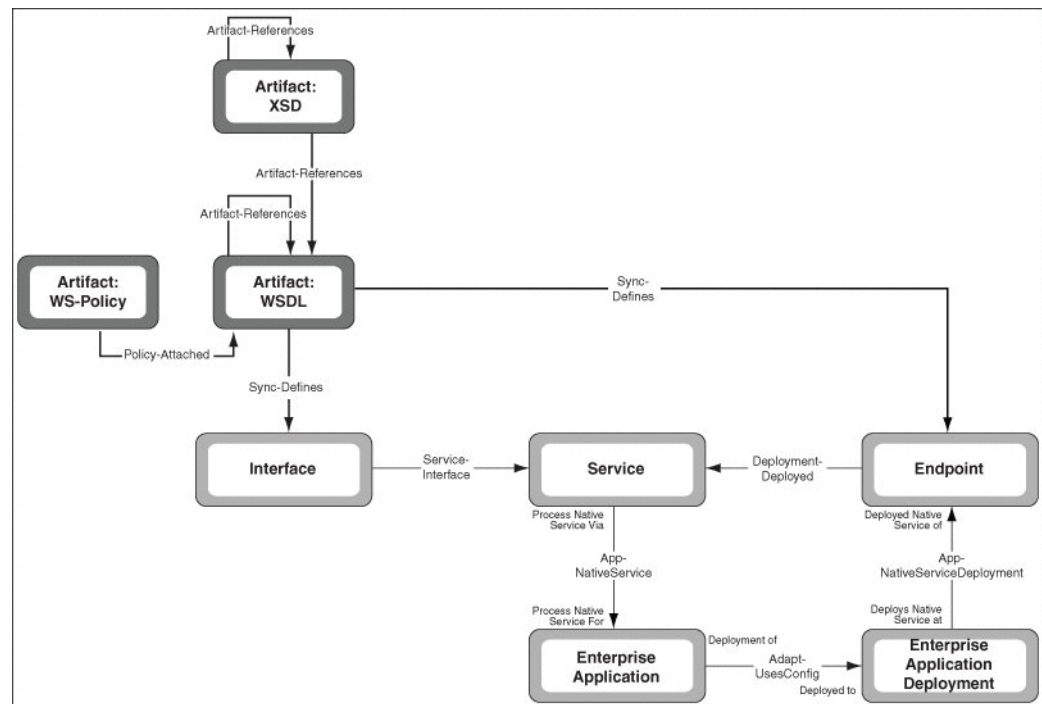 Artifact-References
Artifact:
XSD
Artifact-References
Artifact-References
Artifact:
WS-Policy
Artifact:
WSDL
Sync-
Defines
Policy-Attached
Sync-Defines
Interface
Service-
Interface
Service
Deployment-
Deployed
Endpoint
Process Native
Service Via
Deployed Native
Service of
App-
NativeService
App-
NativeServiceDeployment
Process Native
Service For
Deploys Native
Service at
Enterprise
Application
Deployment of
Adapt-
UsesConfig
Deployed to
Enterprise
Application
Deployment